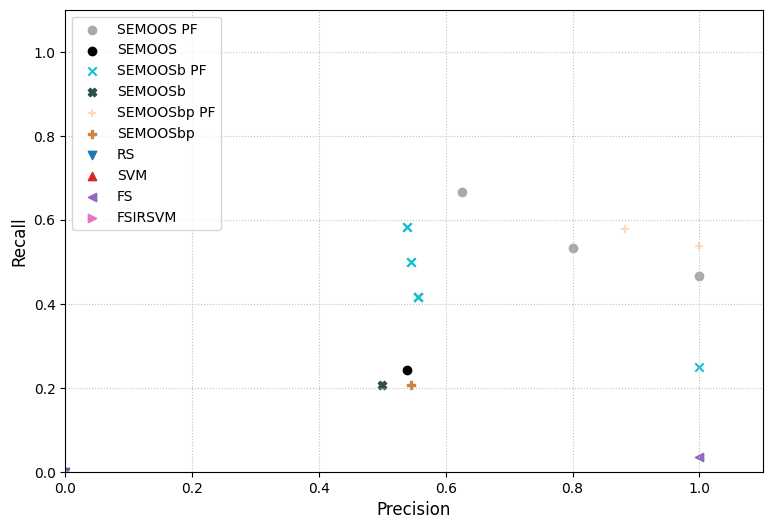 SEMOOS PF
SEMOOS
SEMOOSb PF
SEMOOSb
SEMOOSbp PF
SEMOOSbp
RS
SVM
FS
FSIRSVM
1.0
0.8
0.6
0.4
0.2
0.0
Recall
0.0 0.2 0.4 0.6 0.8 1.0
Precision